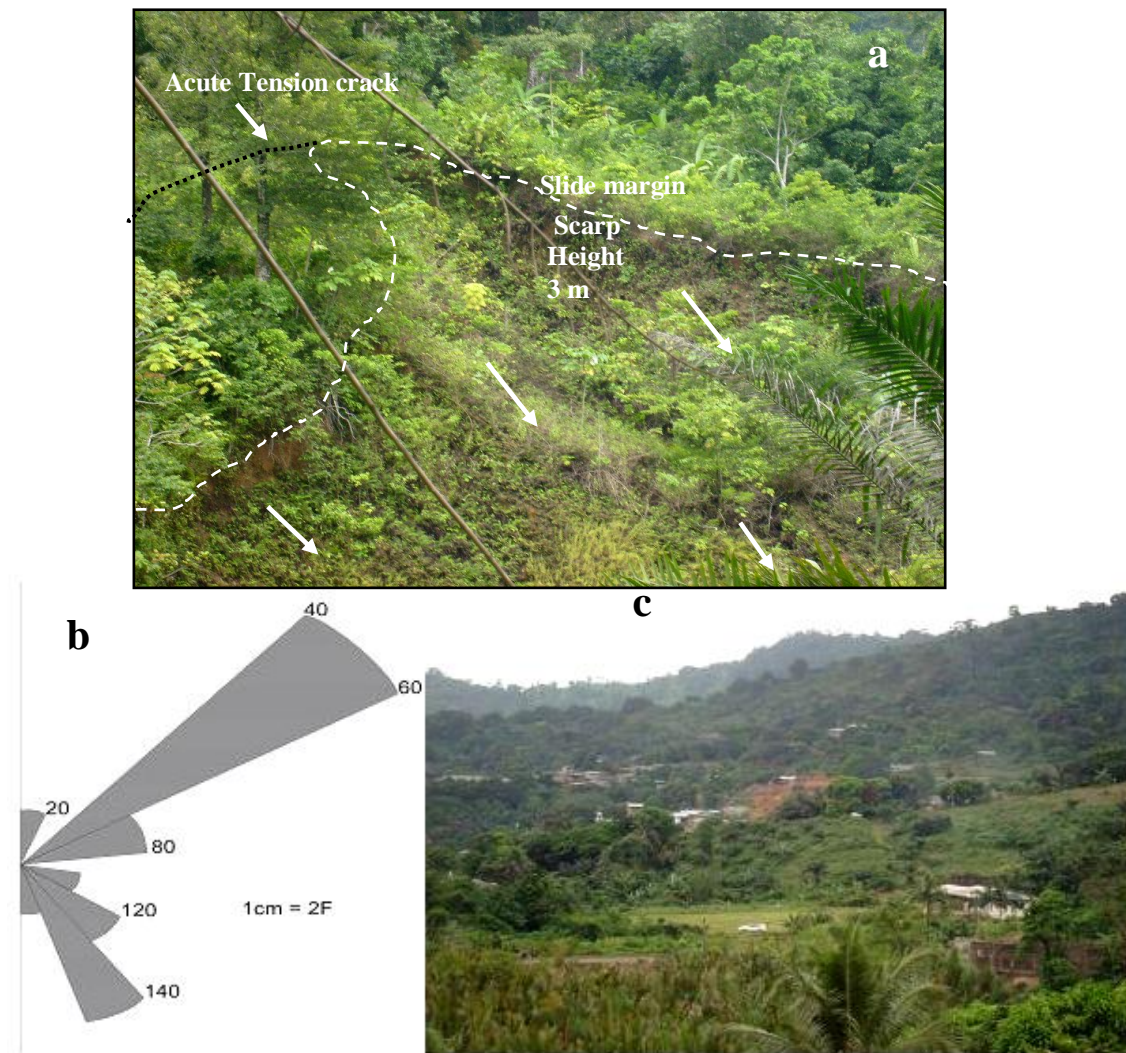 a
Acute Tension crack
Slide margin
Scarp
Height
3 m
b
40
60
20
80
120
1cm = 2F
140
c